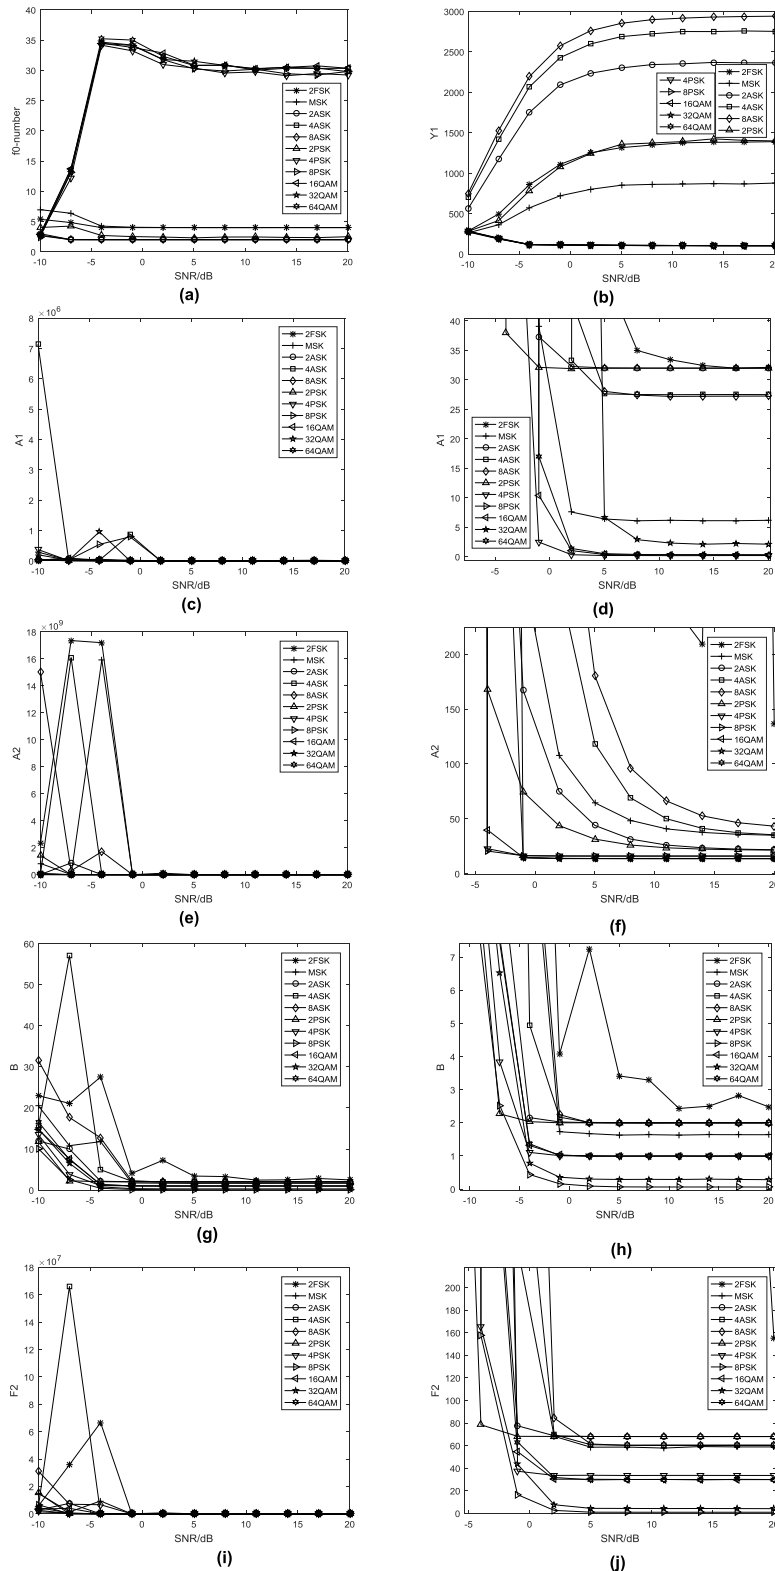 40
35
30
25
20
15
10
5
0
f0-number
2FSK
MSK
2ASK
4ASK
8ASK
2PSK
4PSK
8PSK
16QAM
32QAM
64QAM
-10 -5 0 5 10 15 20
SNR/dB
(a)
3000
2500
2000
1500
1000
500
0
Y1
4PSK
8PSK
16QAM
32QAM
64QAM
2FSK
MSK
2ASK
4ASK
8ASK
2PSK
-10 -5 0 5 10 15 20
SNR/dB
(b)
×10⁶
8
7
6
5
4
3
2
1
0
A1
2FSK
MSK
2ASK
4ASK
8ASK
2PSK
4PSK
8PSK
16QAM
32QAM
64QAM
-10 -5 0 5 10 15 20
SNR/dB
(c)
40
35
30
25
20
15
10
5
0
A1
2FSK
MSK
2ASK
4ASK
8ASK
2PSK
4PSK
8PSK
16QAM
32QAM
64QAM
-5 0 5 10 15 20
SNR/dB
(d)
×10⁹
18
16
14
12
10
8
6
4
2
0
A2
2FSK
MSK
2ASK
4ASK
8ASK
2PSK
4PSK
8PSK
16QAM
32QAM
64QAM
-10 -5 0 5 10 15 20
SNR/dB
(e)
200
150
100
50
0
A2
2FSK
MSK
2ASK
4ASK
8ASK
2PSK
4PSK
8PSK
16QAM
32QAM
64QAM
-5 0 5 10 15 20
SNR/dB
(f)
60
50
40
30
20
10
0
B
2FSK
MSK
2ASK
4ASK
8ASK
2PSK
4PSK
8PSK
16QAM
32QAM
64QAM
-10 -5 0 5 10 15 20
SNR/dB
(g)
7
6
5
4
3
2
1
0
B
2FSK
MSK
2ASK
4ASK
8ASK
2PSK
4PSK
8PSK
16QAM
32QAM
64QAM
-10 -5 0 5 10 15 20
SNR/dB
(h)
×10⁷
18
16
14
12
10
8
6
4
2
0
F2
2FSK
MSK
2ASK
4ASK
8ASK
2PSK
4PSK
8PSK
16QAM
32QAM
64QAM
-10 -5 0 5 10 15 20
SNR/dB
(i)
200
180
160
140
120
100
80
60
40
20
0
F2
2FSK
MSK
2ASK
4ASK
8ASK
2PSK
4PSK
8PSK
16QAM
32QAM
64QAM
-5 0 5 10 15 20
SNR/dB
(j)